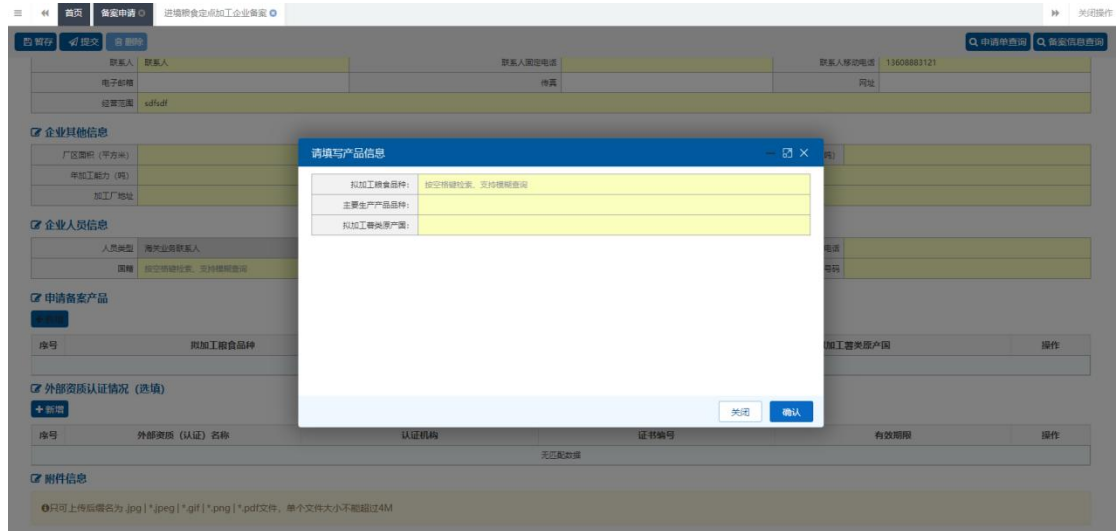 首页 备案申请 进境粮食定点加工企业备案 关闭操作
暂存 提交 删除 申请单查询 备案信息查询
联系人 联系人 联系人固定电话 联系人移动电话 13608883121
电子邮箱 传真 网址
经营范围 sdfsdf
企业其他信息
厂区面积（平方米） 吨）
年加工能力（吨）
加工厂地址
企业人员信息
人员类型 海关业务联系人 电话
国籍 按空格键检索、支持模糊查询 号码
申请备案产品
序号 拟加工粮食品种 加工薯类原产国 操作
外部资质认证情况（选填）
+新增
序号 外部资质（认证）名称 认证机构 证书编号 有效期限 操作
无匹配数据
附件信息
只可上传后缀名为 .jpg | *.jpeg | *.gif | *.png | *.pdf文件，单个文件大小不能超过4M
请填写产品信息
拟加工粮食品种： 按空格键检索、支持模糊查询
主要生产产品品种：
拟加工薯类原产国：
关闭 确认